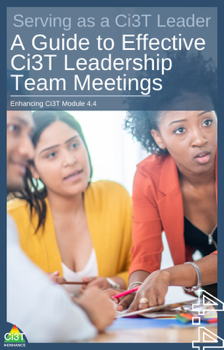 Serving as a Ci3T Leader
A Guide to Effective
Ci3T Leadership
Team Meetings
Enhancing Ci3T Module 4.4
4.4
Ci3T
#ENHANCE